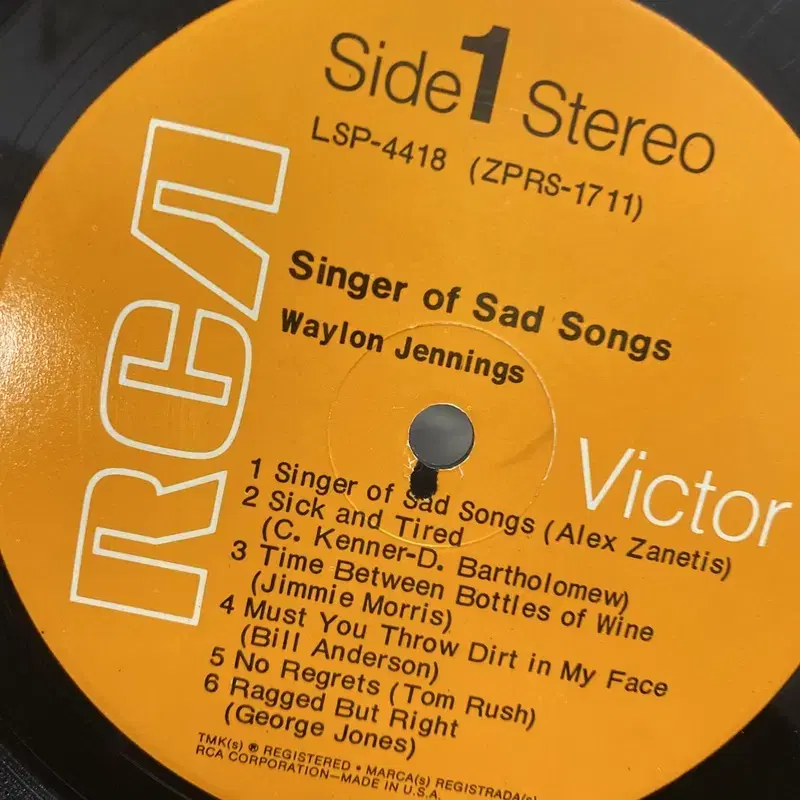 Side 1 Stereo
LSP-4418 (ZPRS-1711)
Singer of Sad Songs
Waylon Jennings
RCA
Victor
1 Singer of Sad Songs (Alex Zanetis)
2 Sick and Tired
(C. Kenner-D. Bartholomew)
3 Time Between Bottles of Wine
(Jimmie Morris)
4 Must You Throw Dirt in My Face
(Bill Anderson)
5 No Regrets (Tom Rush)
6 Ragged But Right
(George Jones)
TMK(s) ® REGISTERED • MARCA(s) REGISTRADA(s)
RCA CORPORATION—MADE IN U.S.A.